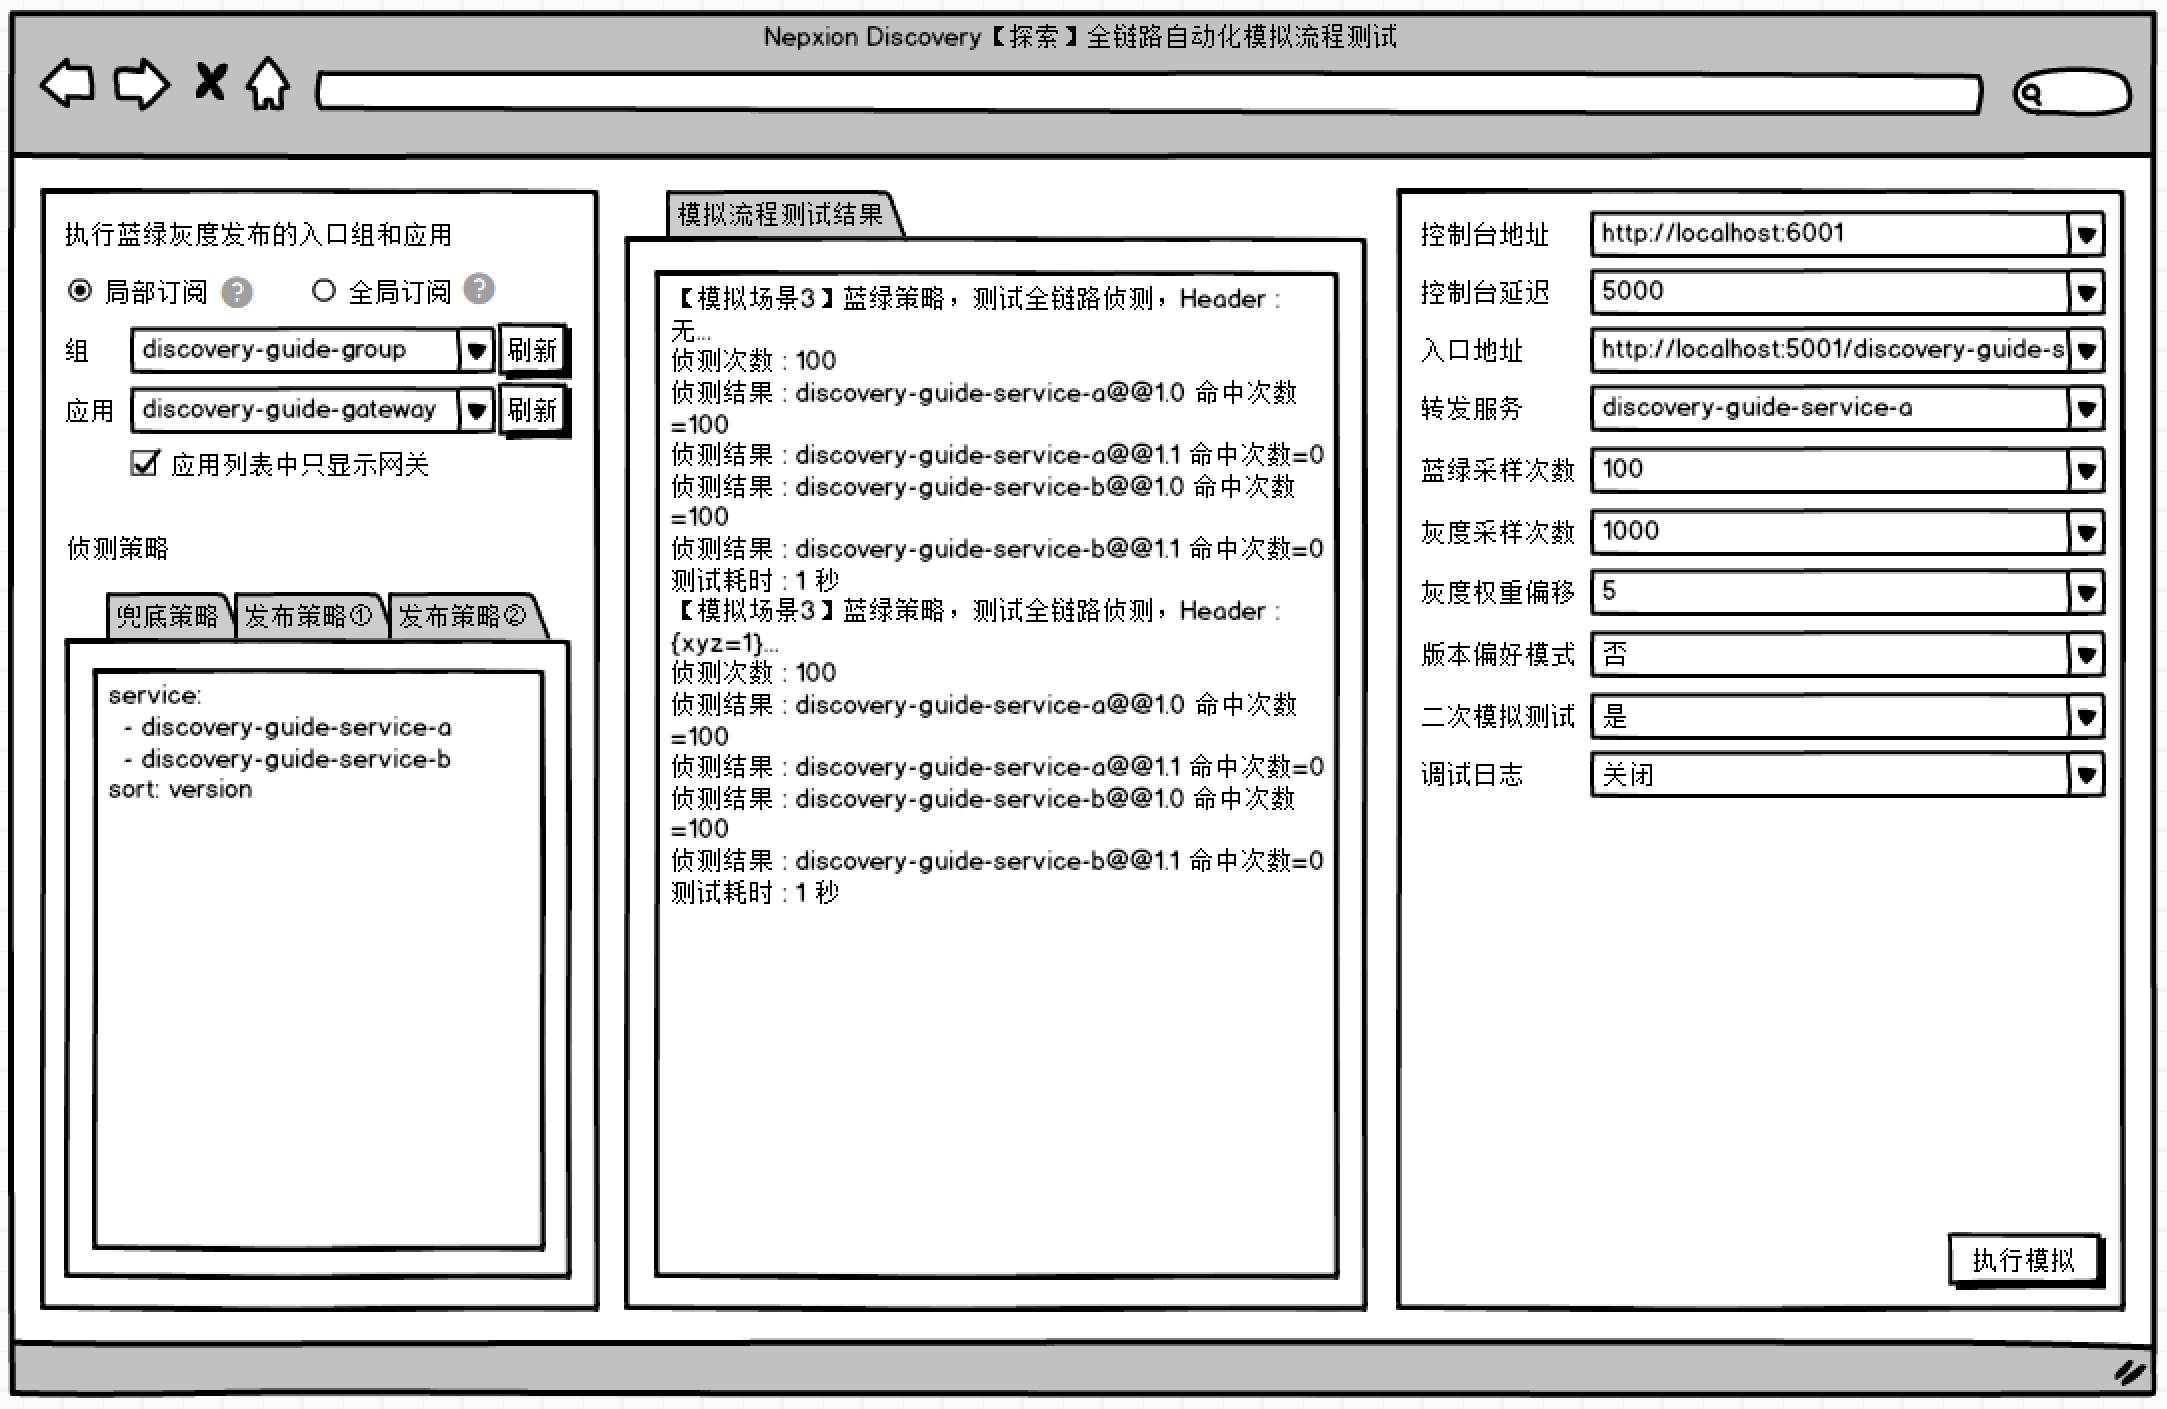 Nepxion Discovery【探索】全链路自动化模拟流程测试
执行蓝绿灰度发布的入口组和应用
局部订阅 ? 全局订阅 ?
组 discovery-guide-group 刷新
应用 discovery-guide-gateway 刷新
应用列表中只显示网关
侦测策略
兜底策略 发布策略① 发布策略②
service:
- discovery-guide-service-a
- discovery-guide-service-b
sort: version
模拟流程测试结果
【模拟场景3】蓝绿策略，测试全链路侦测，Header :
无...
侦测次数 : 100
侦测结果 : discovery-guide-service-a@@1.0 命中次数
=100
侦测结果 : discovery-guide-service-a@@1.1 命中次数=0
侦测结果 : discovery-guide-service-b@@1.0 命中次数
=100
侦测结果 : discovery-guide-service-b@@1.1 命中次数=0
测试耗时 : 1 秒
【模拟场景3】蓝绿策略，测试全链路侦测，Header :
{xyz=1}...
侦测次数 : 100
侦测结果 : discovery-guide-service-a@@1.0 命中次数
=100
侦测结果 : discovery-guide-service-a@@1.1 命中次数=0
侦测结果 : discovery-guide-service-b@@1.0 命中次数
=100
侦测结果 : discovery-guide-service-b@@1.1 命中次数=0
测试耗时 : 1 秒
控制台地址 http://localhost:6001
控制台延迟 5000
入口地址 http://localhost:5001/discovery-guide-s
转发服务 discovery-guide-service-a
蓝绿采样次数 100
灰度采样次数 1000
灰度权重偏移 5
版本偏好模式 否
二次模拟测试 是
调试日志 关闭
执行模拟